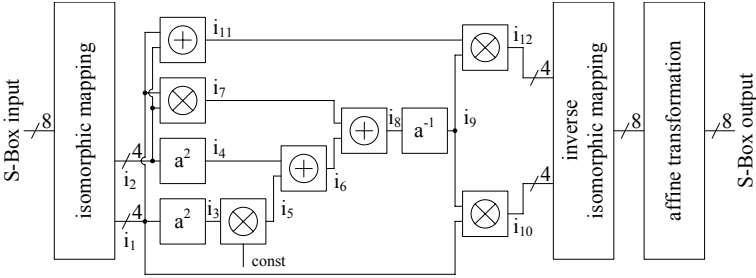 S-Box input
8
isomorphic mapping
4
i2
4
i1
+
i11
×
i7
a2
i4
a2
i3
×
const
i5
+
i6
+
i8
a-1
i9
×
i12
×
i10
4
4
inverse
isomorphic mapping
8
affine transformation
8
S-Box output